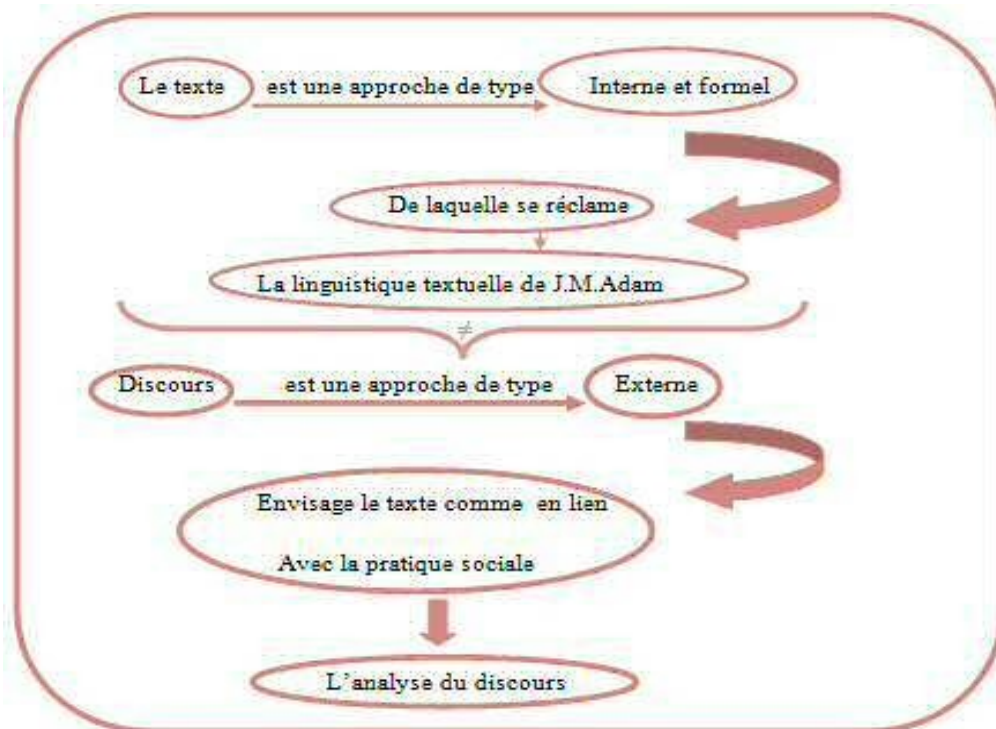 Le texte est une approche de type Interne et formel
De laquelle se réclame
La linguistique textuelle de J.M.Adam
≠
Discours est une approche de type Externe
Envisage le texte comme en lien
Avec la pratique sociale
L'analyse du discours